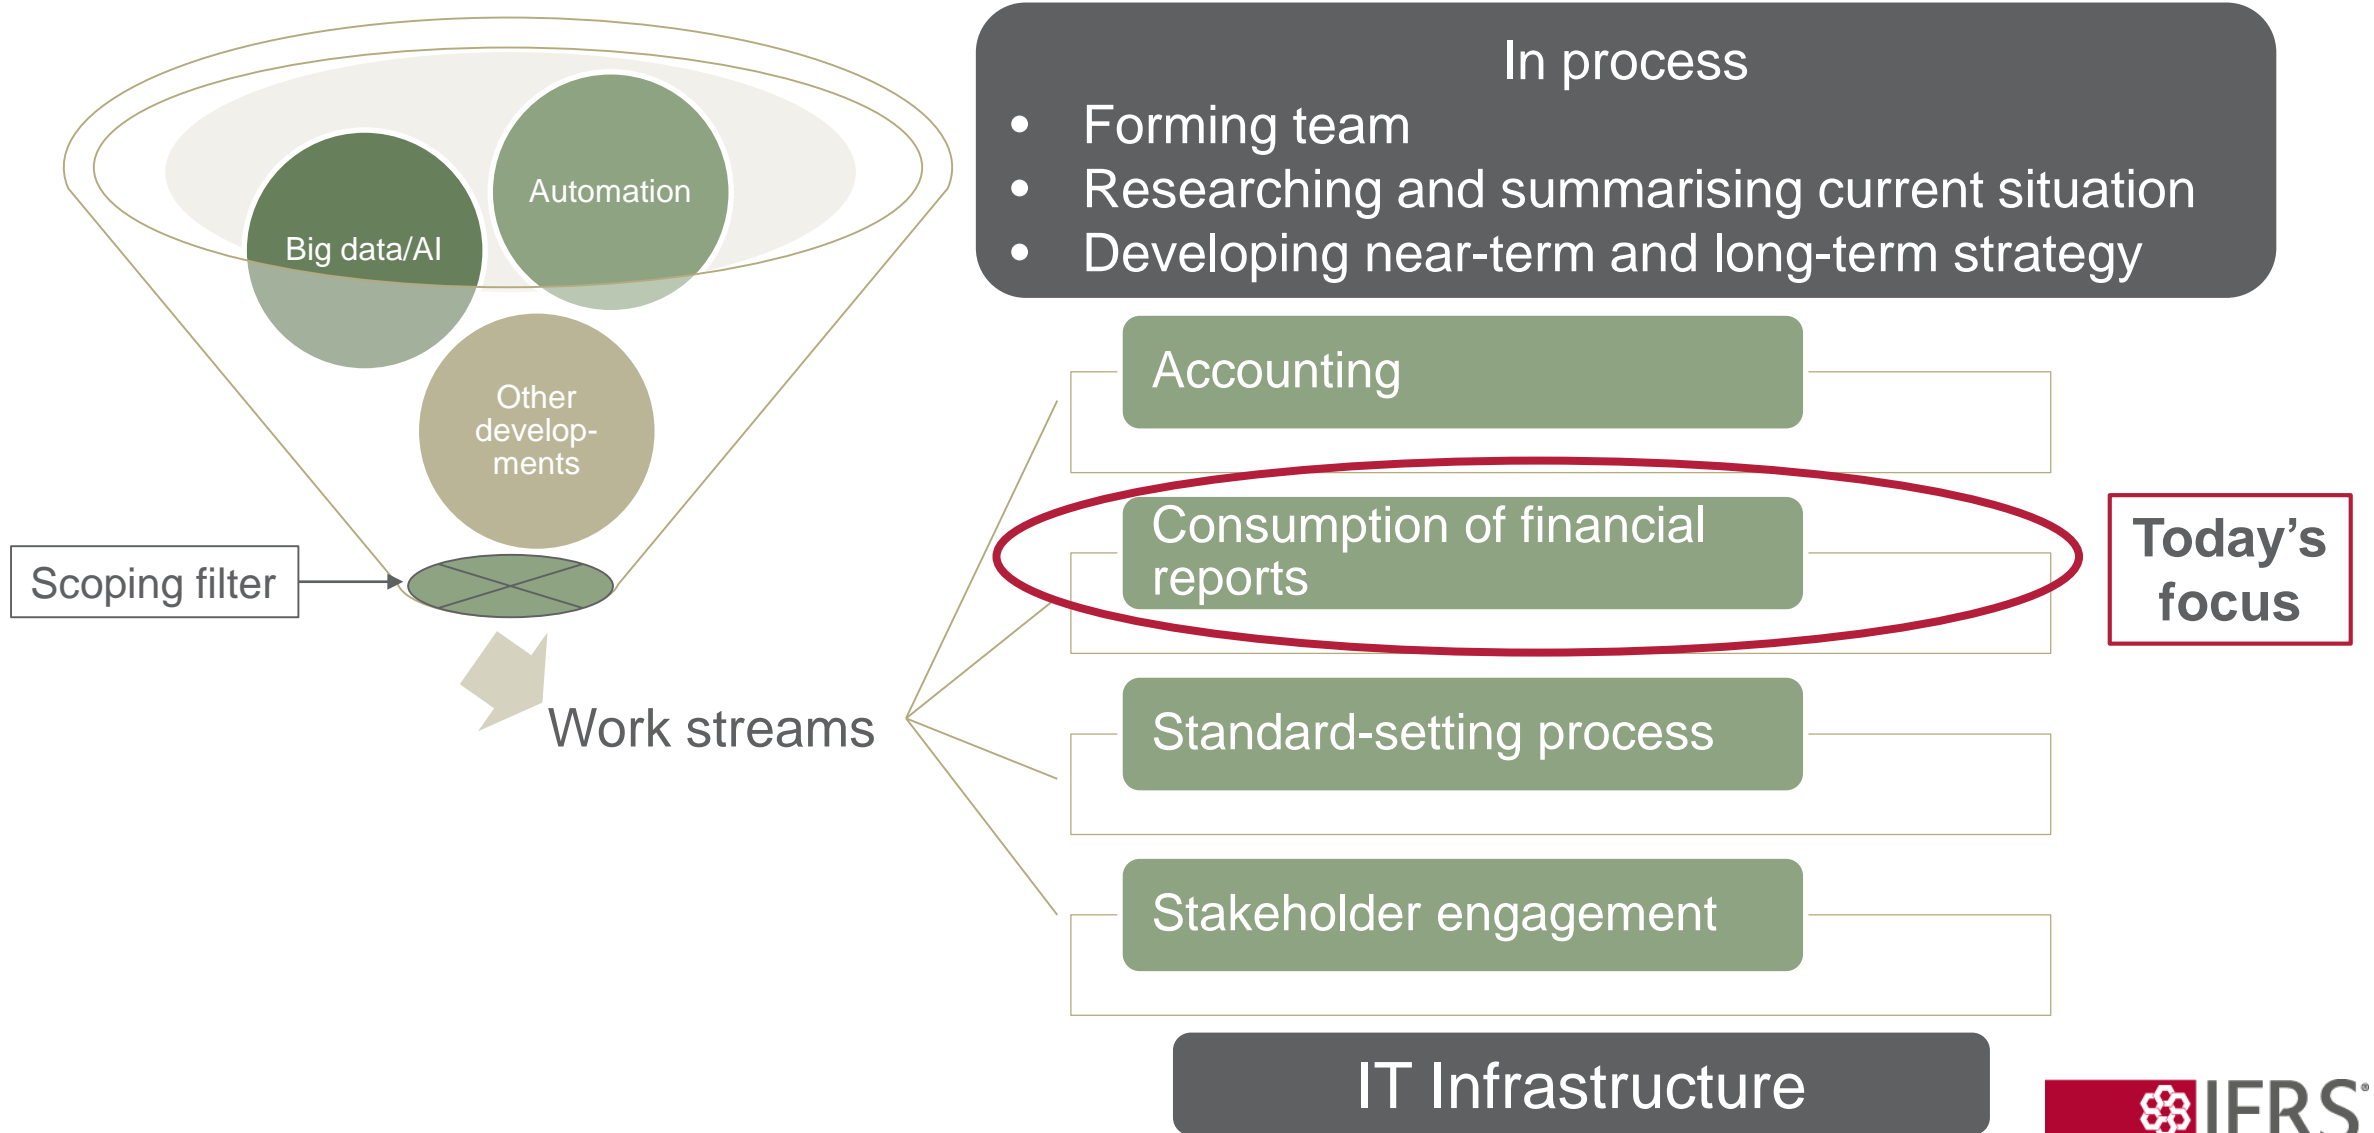 In process
• Forming team
• Researching and summarising current situation
• Developing near-term and long-term strategy
Automation
Big data/AI
Other
develop-
ments
Scoping filter
Work streams
Accounting
Consumption of financial
reports
Today’s
focus
Standard-setting process
Stakeholder engagement
IT Infrastructure
IFRS®